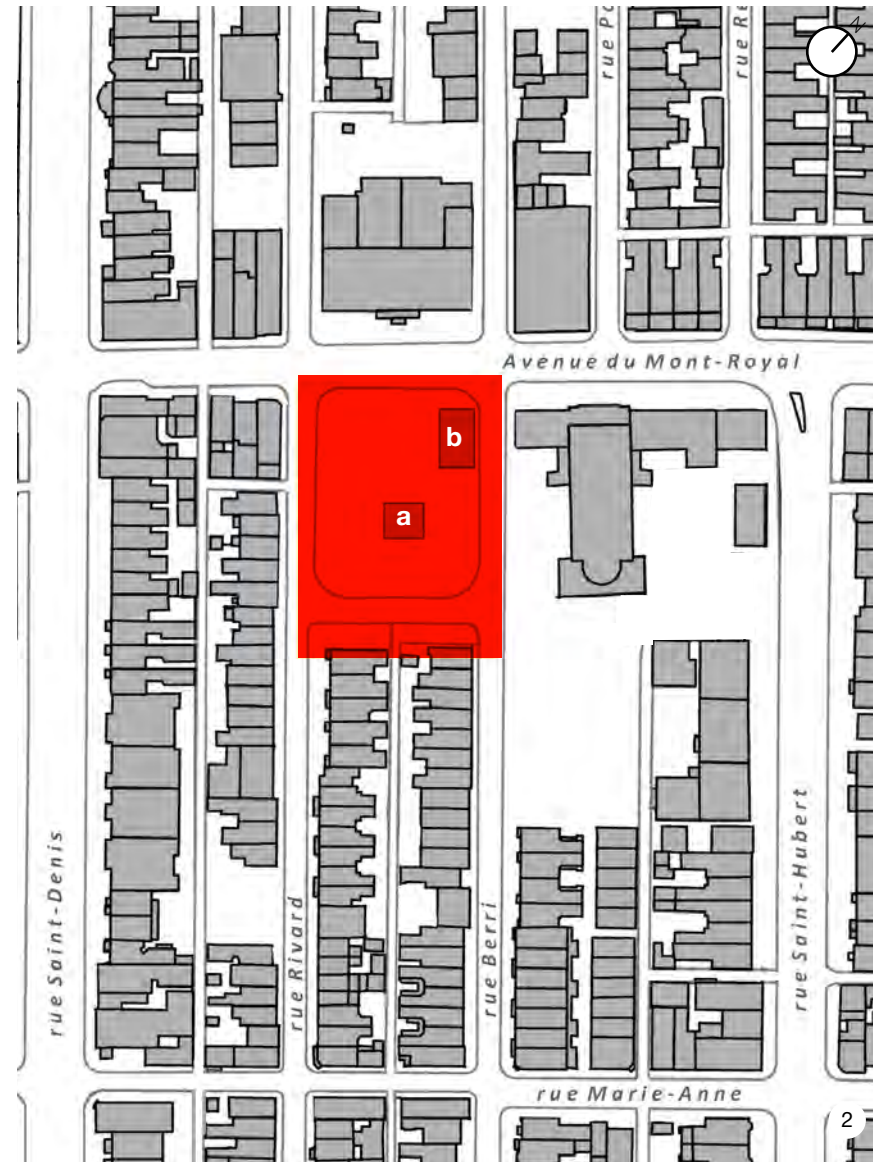 rue Po
rue Re
N
Avenue du Mont-Royal
b
a
rue Saint-Denis
rue Rivard
rue Berri
rue Saint-Hubert
rue Marie-Anne
2